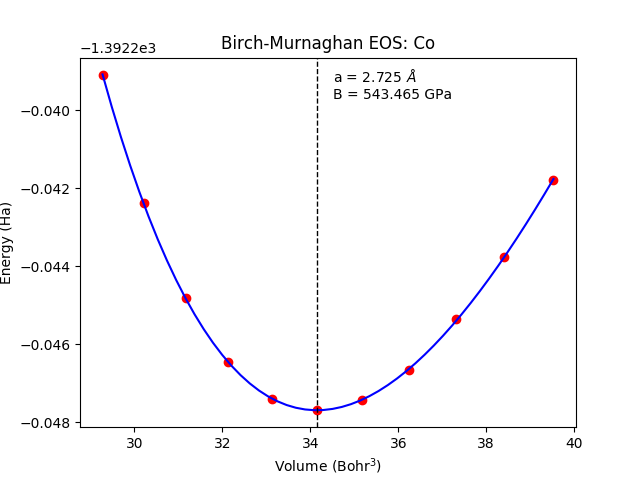 Birch-Murnaghan EOS: Co
−1.3922e3
a = 2.725 Å
B = 543.465 GPa
−0.040
−0.042
−0.044
−0.046
−0.048
Energy (Ha)
30 32 34 36 38 40
Volume (Bohr³)